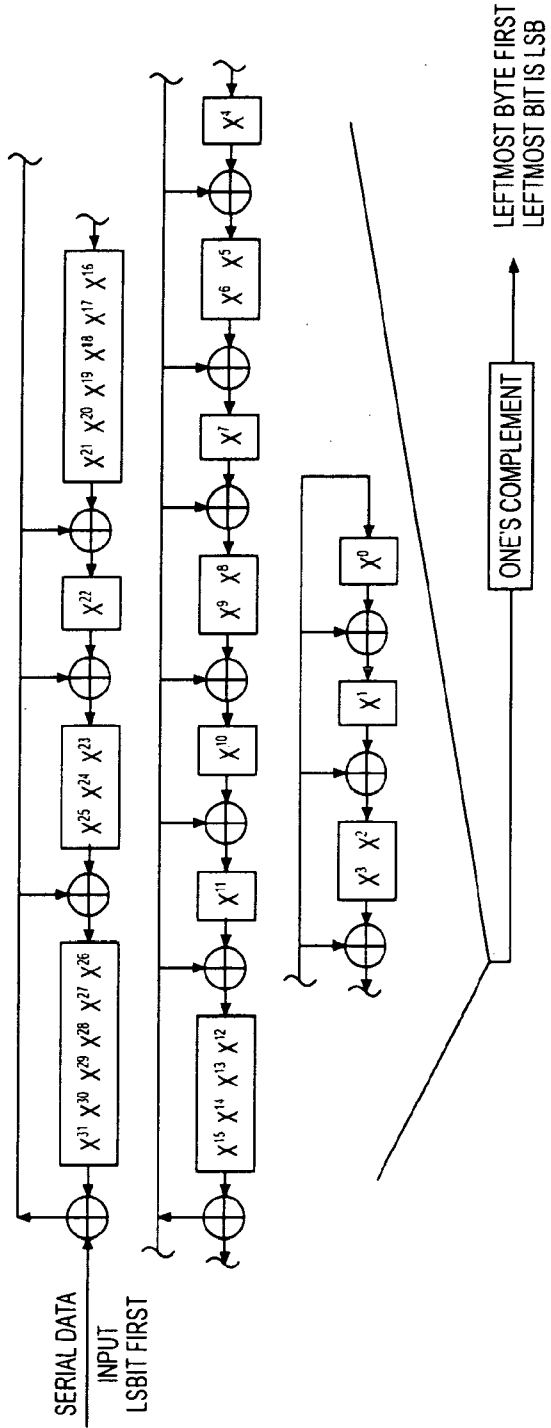 SERIAL DATA
INPUT
LSBIT FIRST
X³¹ X³⁰ X²⁹ X²⁸ X²⁷ X²⁶
X²⁵ X²⁴ X²³
X²²
X²¹ X²⁰ X¹⁹ X¹⁸ X¹⁷ X¹⁶
X¹⁵ X¹⁴ X¹³ X¹²
X¹¹
X¹⁰
X⁹ X⁸
X⁷
X⁶ X⁵
X⁴
X³ X²
X¹
X⁰
ONE'S COMPLEMENT
LEFTMOST BYTE FIRST
LEFTMOST BIT IS LSB